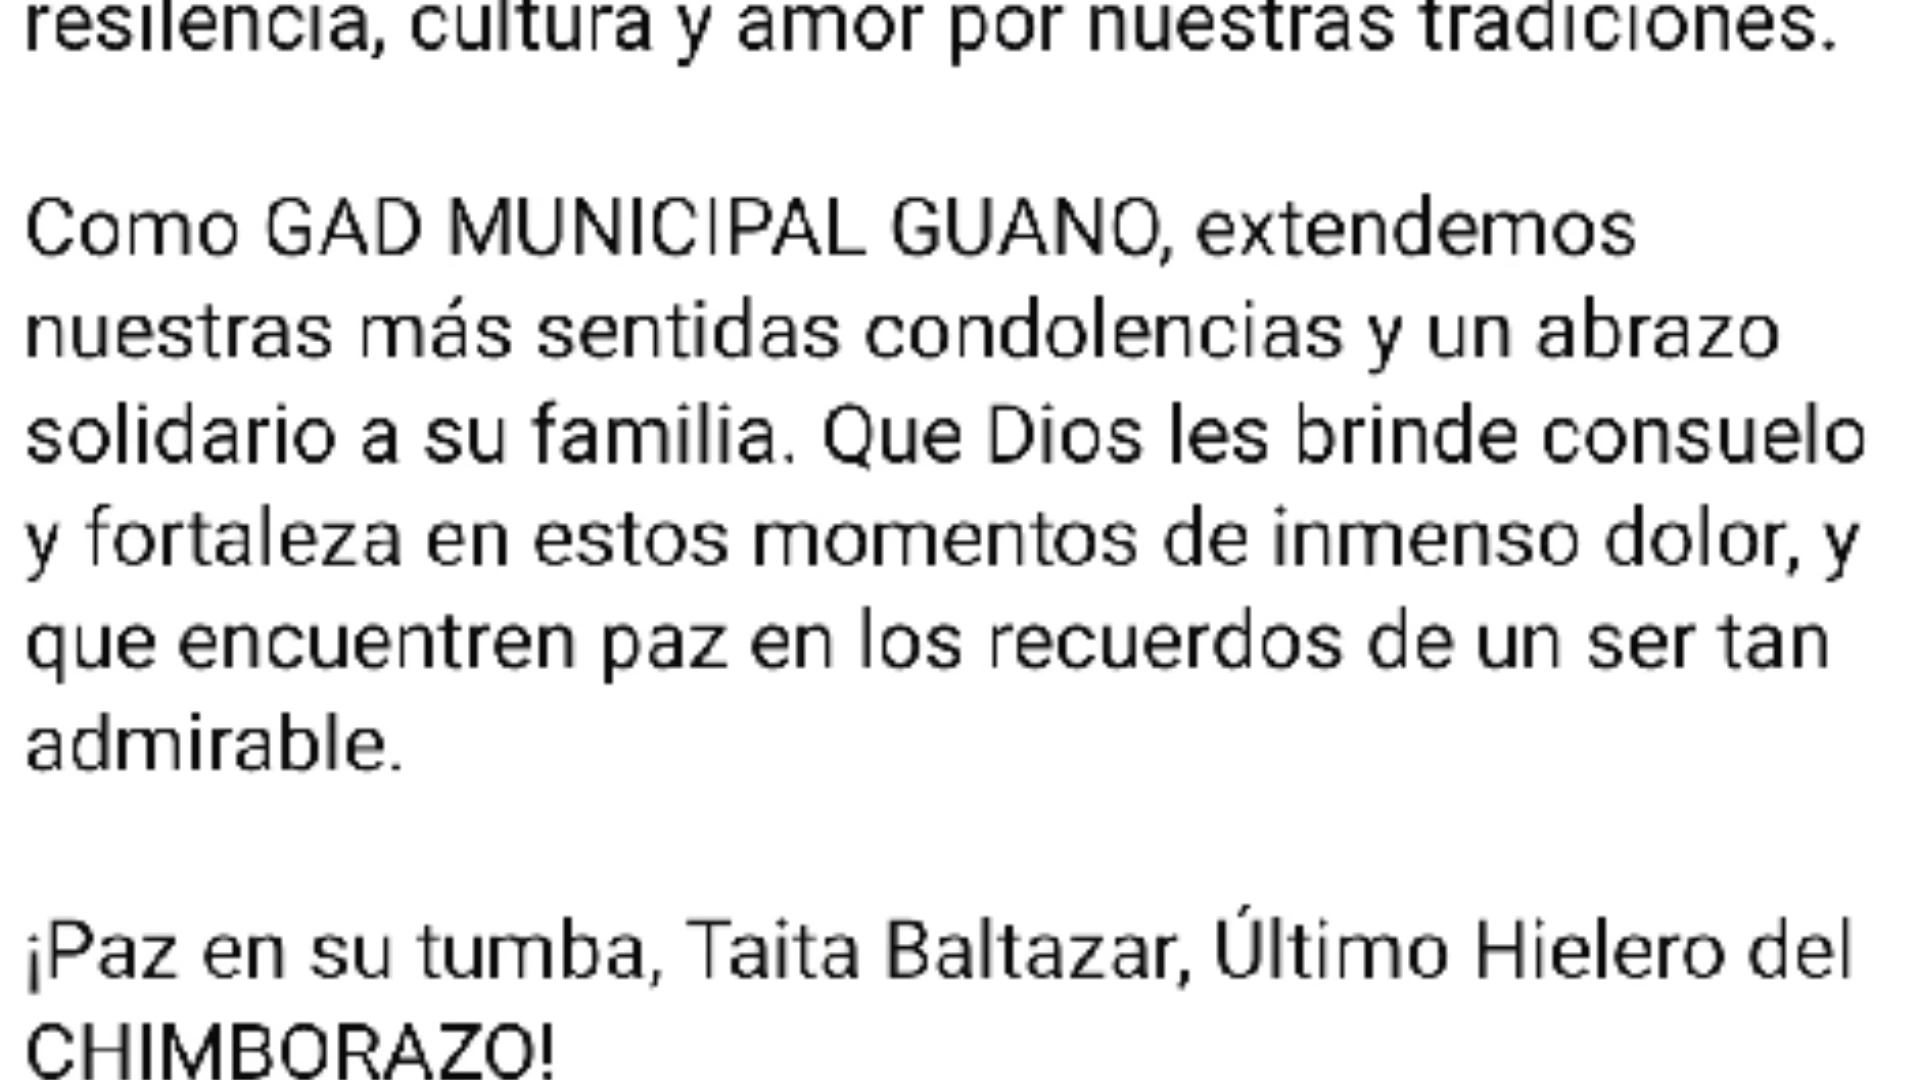 resilencia, cultura y amor por nuestras tradiciones.
Como GAD MUNICIPAL GUANO, extendemos
nuestras más sentidas condolencias y un abrazo
solidario a su familia. Que Dios les brinde consuelo
y fortaleza en estos momentos de inmenso dolor, y
que encuentren paz en los recuerdos de un ser tan
admirable.
¡Paz en su tumba, Taita Baltazar, Último Hielero del
CHIMBORAZO!